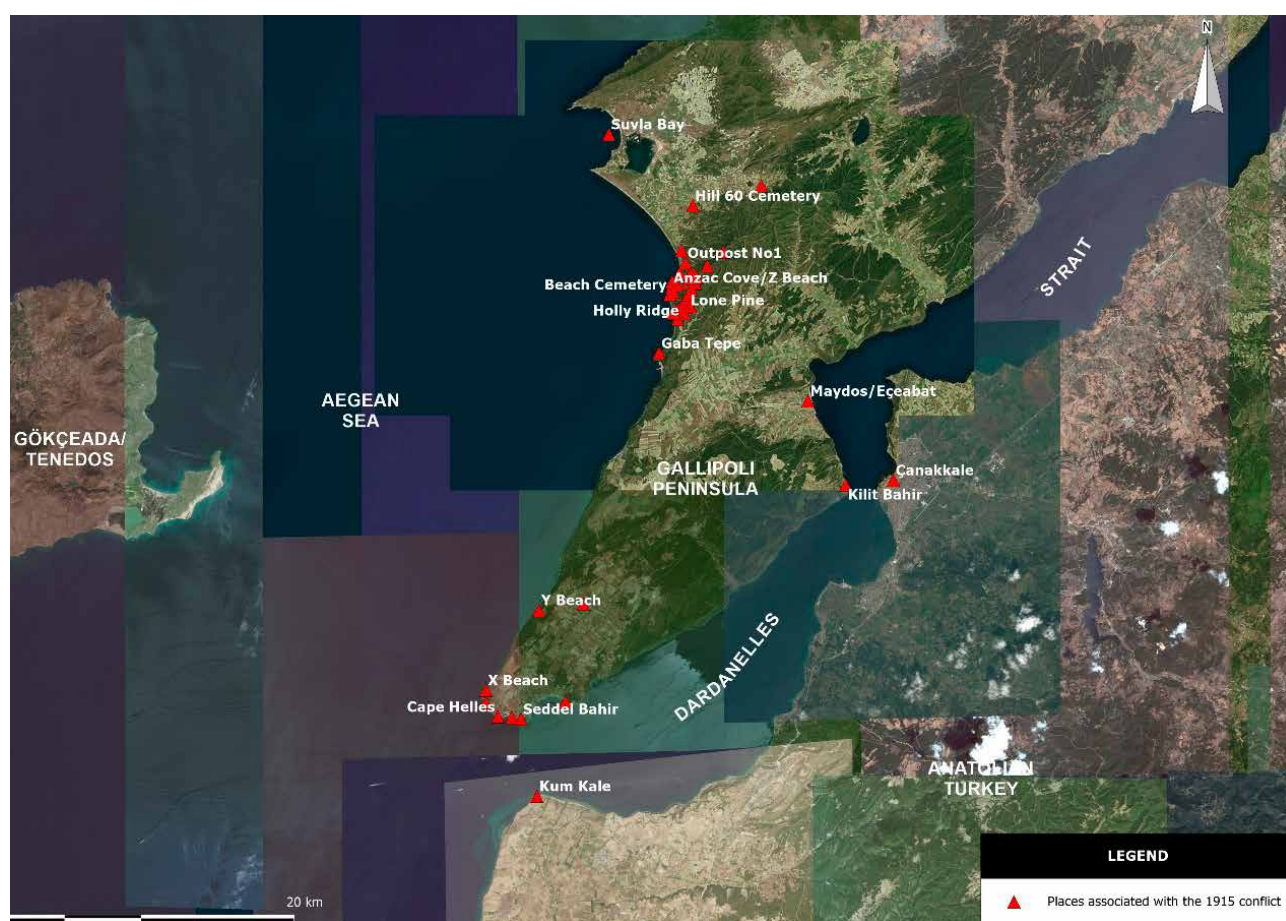 N
Suvla Bay
Hill 60 Cemetery
Outpost No1
Beach Cemetery
Anzac Cove/Z Beach
Lone Pine
Holly Ridge
Gaba Tepe
STRAIT
Maydos/Eçeabat
AEGEAN
SEA
GÖKÇEADA/
TENEDOS
GALLIPOLI
PENINSULA
Çanakkale
Kilit Bahir
Y Beach
DARDANELLES
X Beach
Cape Helles
Seddel Bahir
ANATOLIAN
TURKEY
Kum Kale
LEGEND
20 km
Places associated with the 1915 conflict